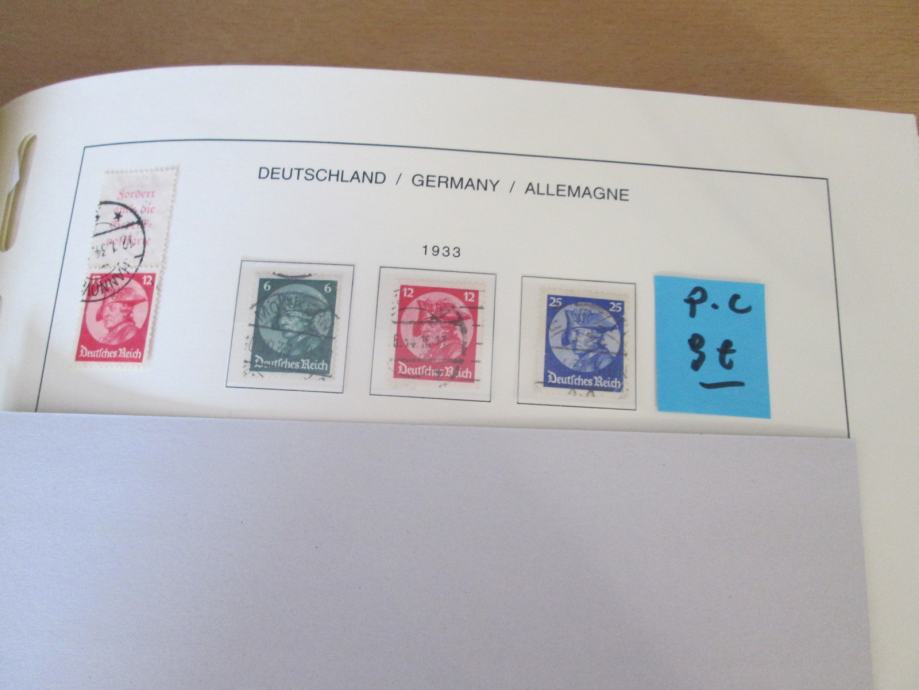 DEUTSCHLAND / GERMANY / ALLEMAGNE
1933
Fordert
die
12
Deutsches Reich
6 6
Deutsches Reich
12 12
Deutsches Reich
25 25
Deutsches Reich
P.C